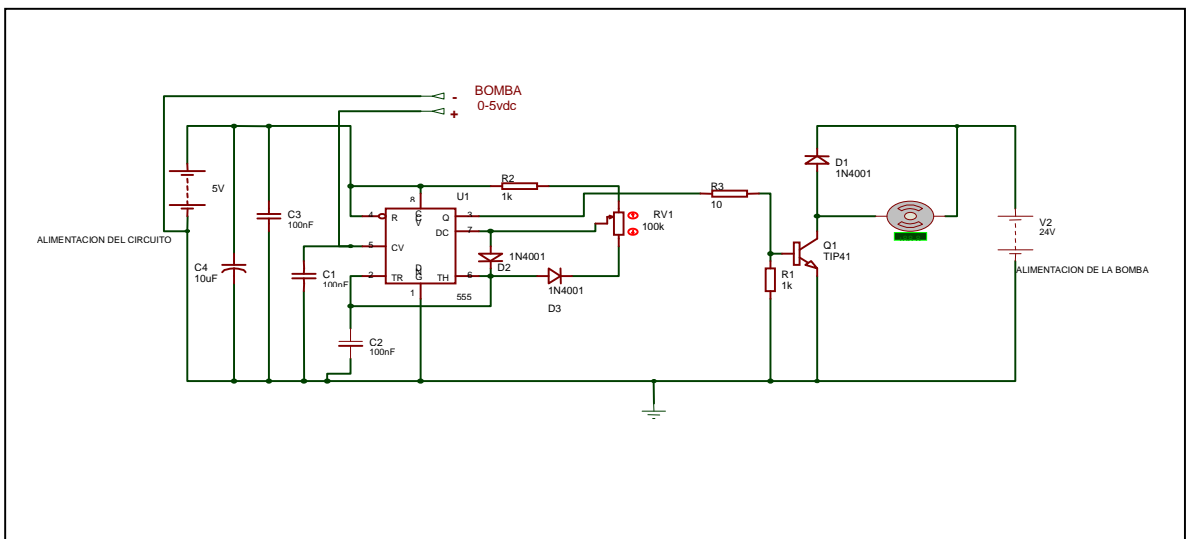 BOMBA
0-5vdc
-
+
5V
ALIMENTACION DEL CIRCUITO
C4
10uF
C3
100nF
C1
100nF
C2
100nF
U1
8
4
R
VCC
Q
3
DC
7
5
CV
2
TR
GND
TH
6
1
555
R2
1k
RV1
100k
1N4001
D2
1N4001
D3
R3
10
R1
1k
D1
1N4001
Q1
TIP41
V2
24V
ALIMENTACION DE LA BOMBA